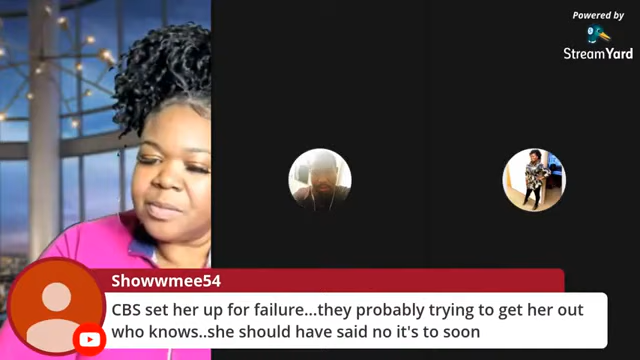 Powered by
StreamYard
Showwmee54
CBS set her up for failure...they probably trying to get her out
who knows..she should have said no it's to soon